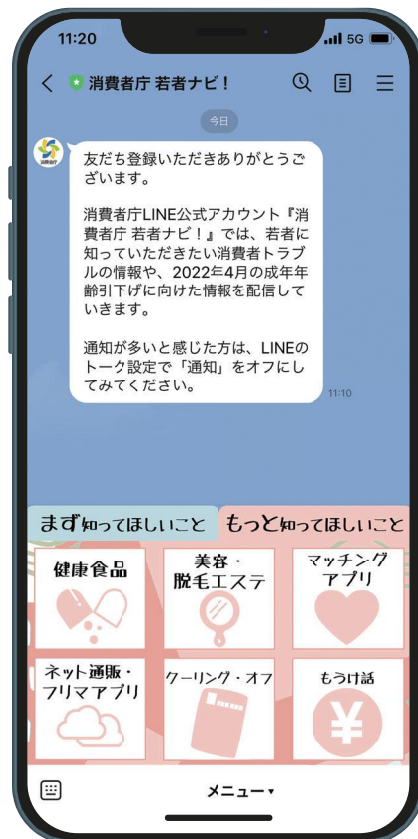 11:20
5G
消費者庁 若者ナビ！
今日
友だち登録いただきありがとうご
ざいます。
消費者庁LINE公式アカウント『消
費者庁 若者ナビ！』では、若者に
知っていただきたい消費者トラブ
ルの情報や、2022年4月の成年年
齢引下げに向けた情報を配信して
いきます。
通知が多いと感じた方は、LINEの
トーク設定で「通知」をオフにし
てみてください。
11:10
まず知ってほしいこと
もっと知ってほしいこと
健康食品
美容・
脱毛エステ
マッチング
アプリ
ネット通販・
フリマアプリ
クーリング・オフ
もうけ話
¥
メニュー▾